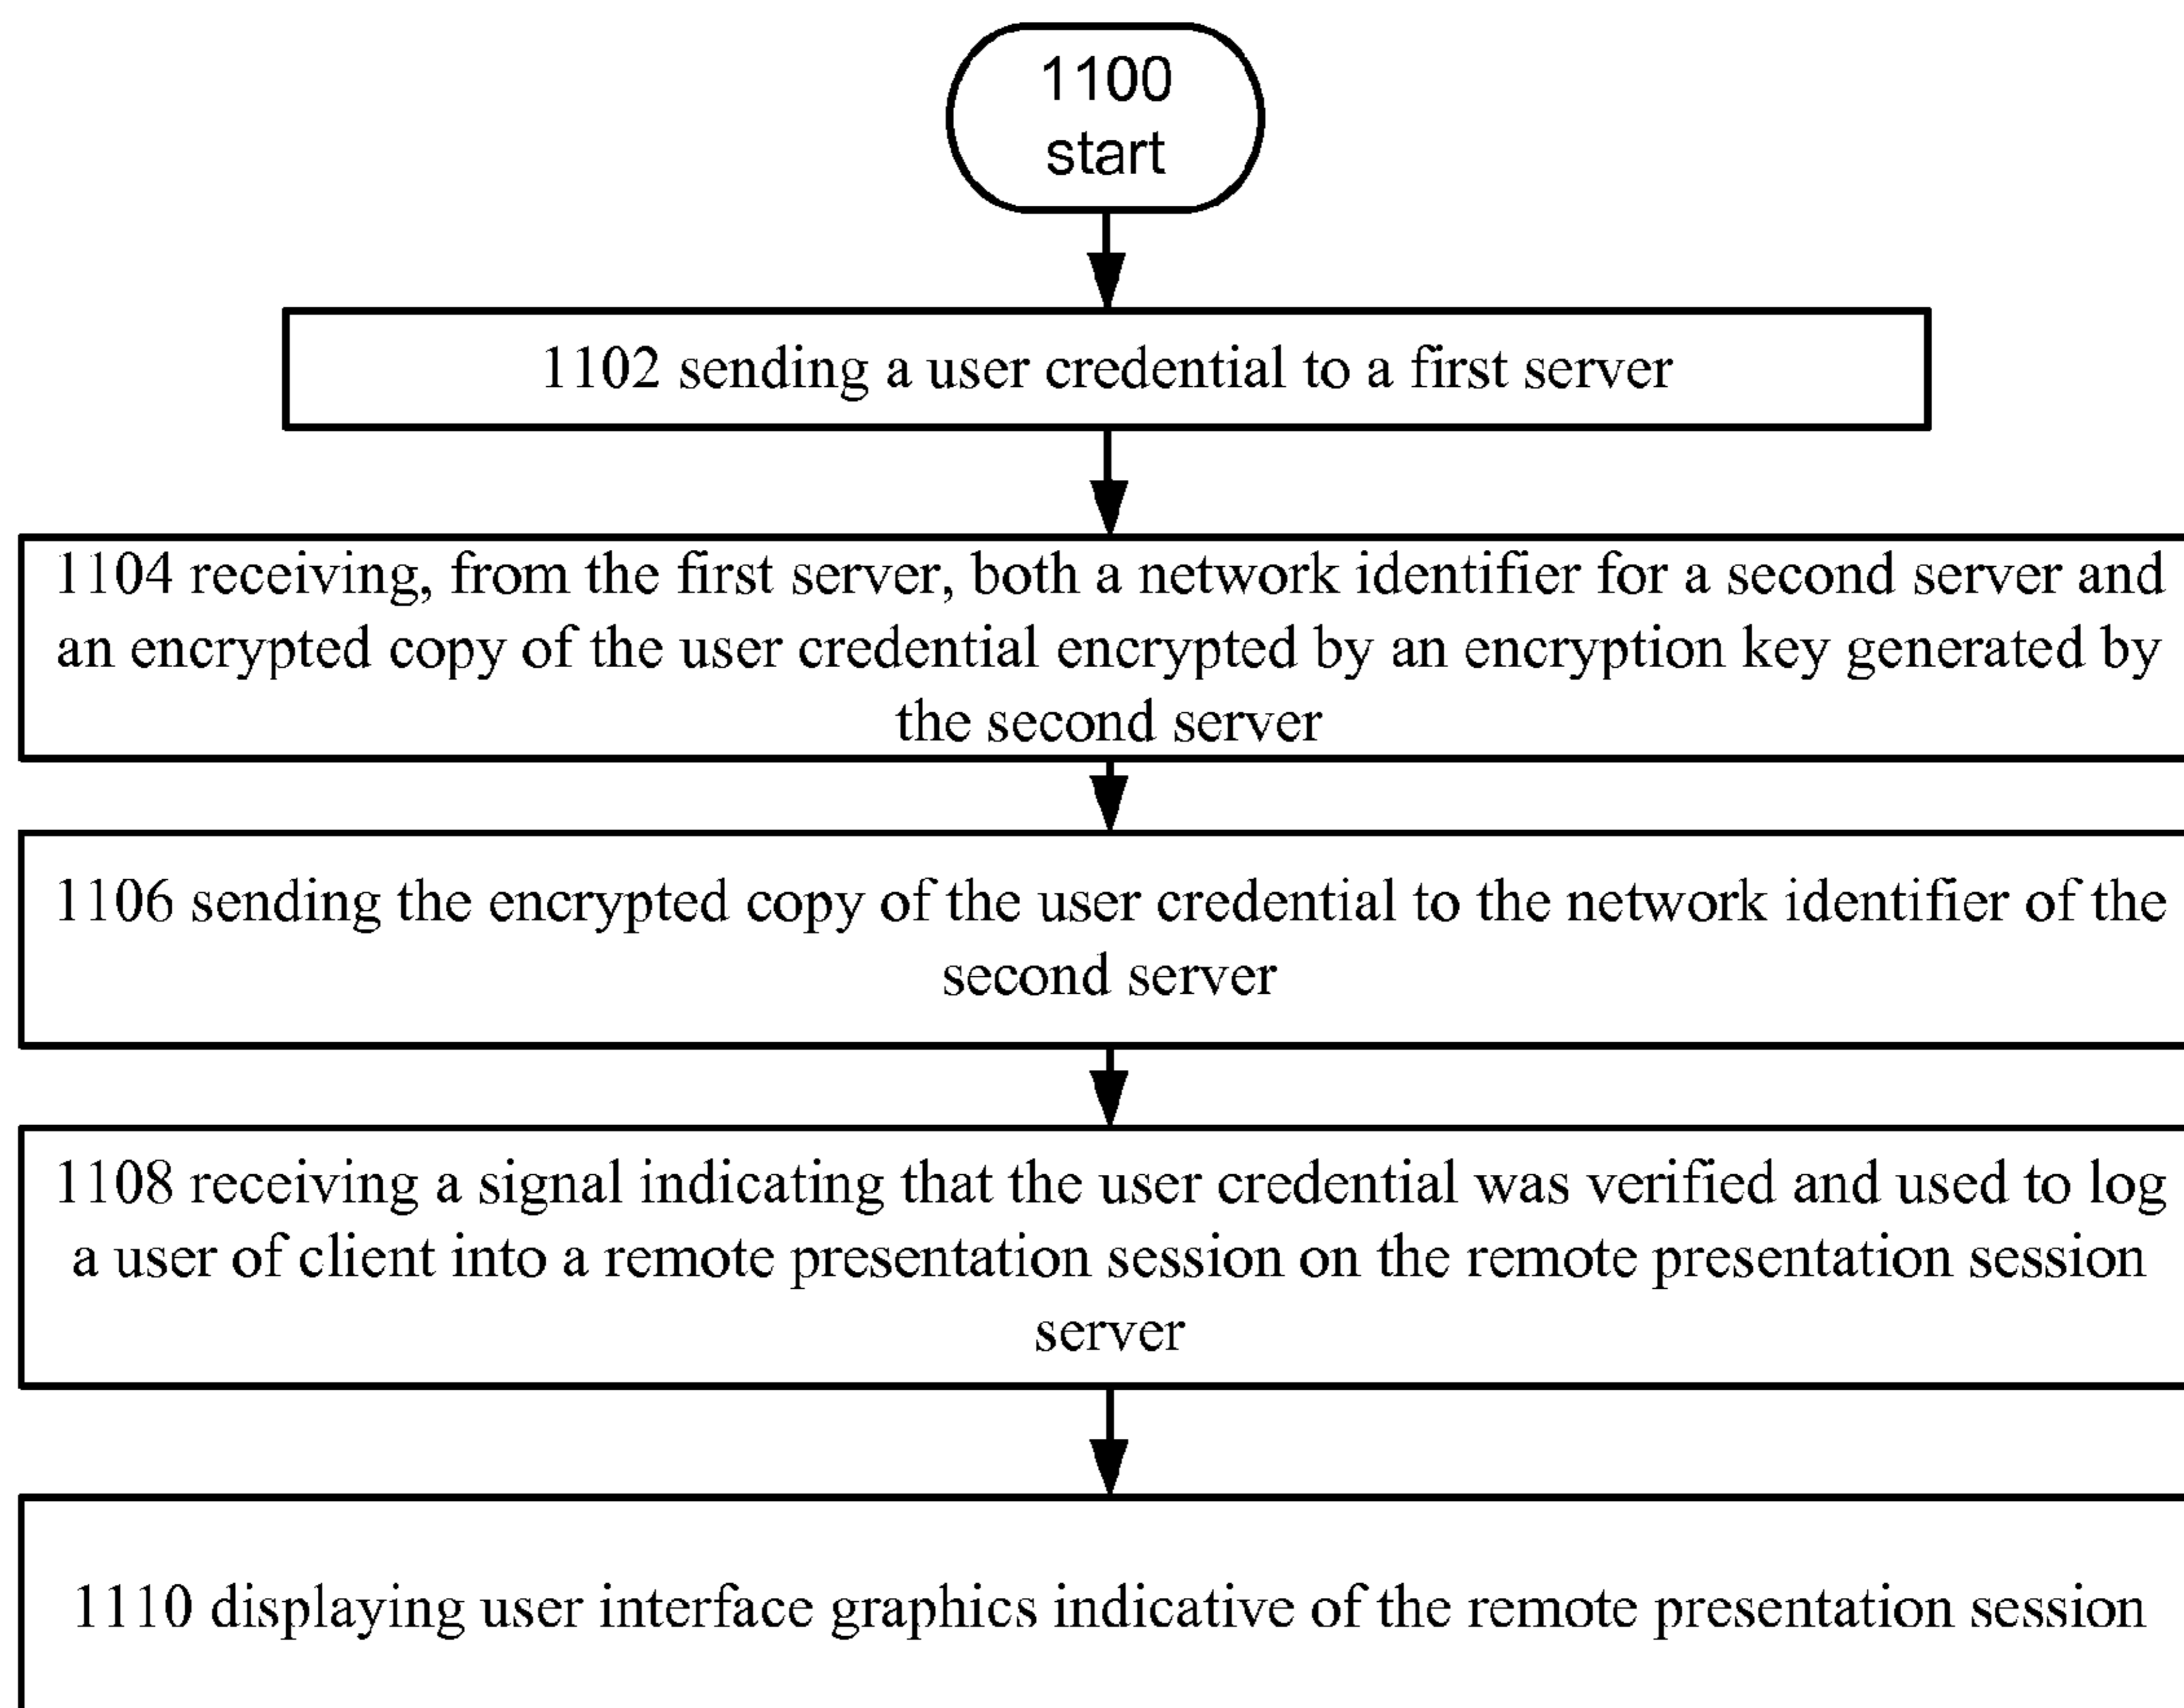 1100
start
1102 sending a user credential to a first server
1104 receiving, from the first server, both a network identifier for a second server and
an encrypted copy of the user credential encrypted by an encryption key generated by
the second server
1106 sending the encrypted copy of the user credential to the network identifier of the
second server
1108 receiving a signal indicating that the user credential was verified and used to log
a user of client into a remote presentation session on the remote presentation session
server
1110 displaying user interface graphics indicative of the remote presentation session